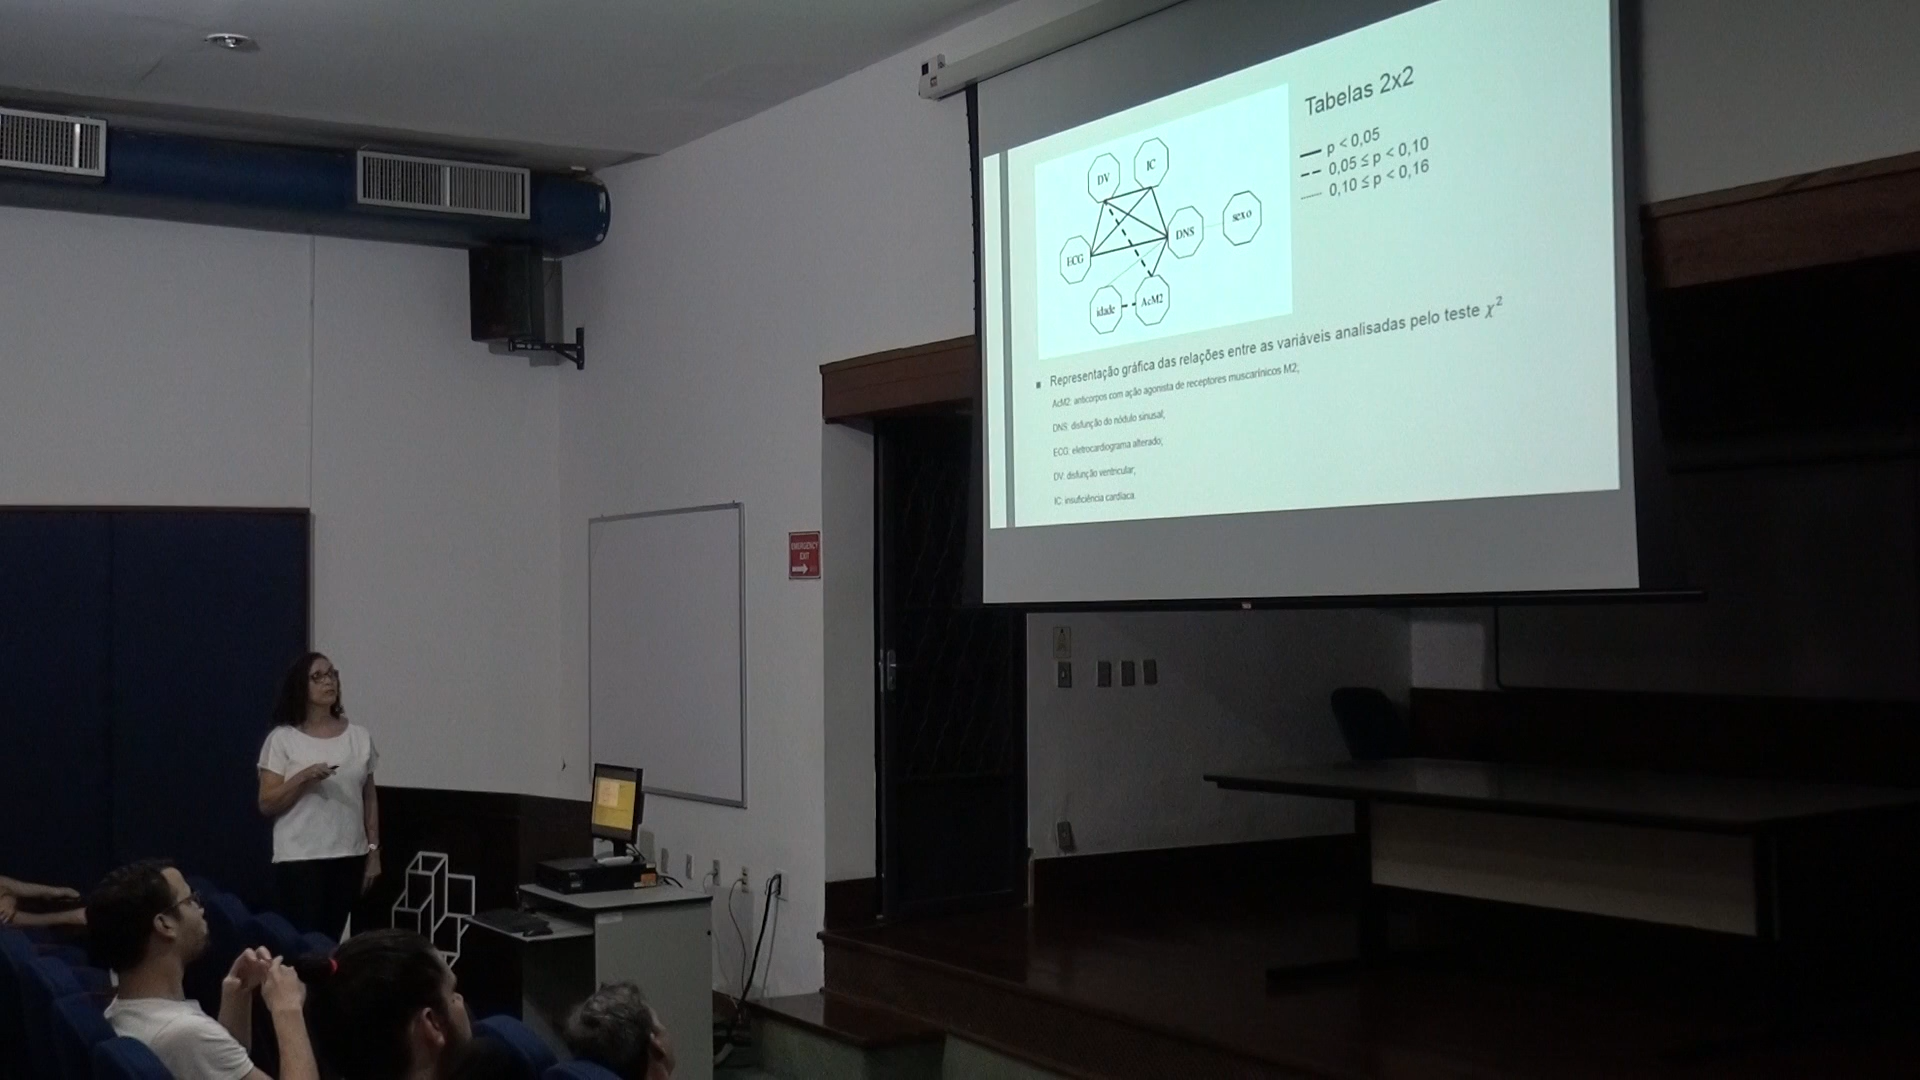 Tabelas 2x2
p < 0,05
0,05 ≤ p < 0,10
0,10 ≤ p < 0,16
DV
IC
DNS
sexo
ECG
idade
AcM2
Representação gráfica das relações entre as variáveis analisadas pelo teste χ²
AcM2: anticorpos com ação agonista de receptores muscarínicos M2;
DNS: disfunção do nódulo sinusal;
ECG: eletrocardiograma alterado;
DV: disfunção ventricular;
IC: insuficiência cardíaca.
EMERGENCY
EXIT